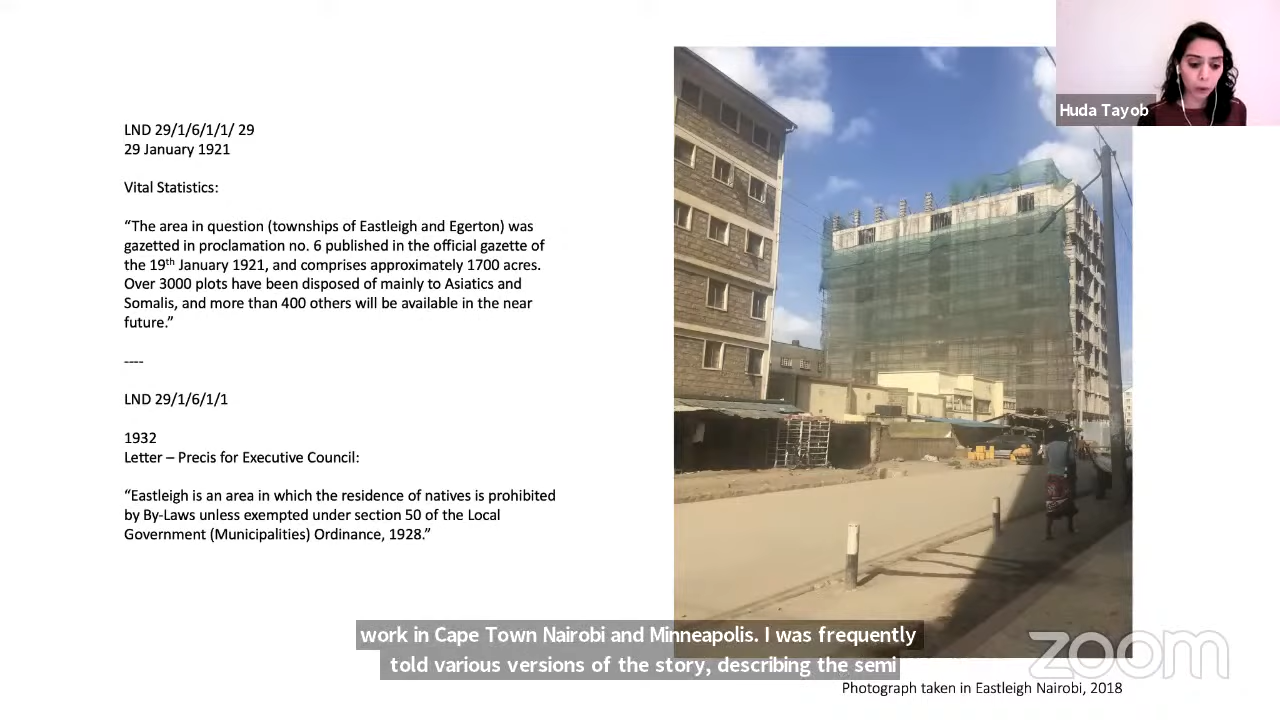 Huda Tayob
LND 29/1/6/1/1/ 29
29 January 1921
Vital Statistics:
“The area in question (townships of Eastleigh and Egerton) was
gazetted in proclamation no. 6 published in the official gazette of
the 19th January 1921, and comprises approximately 1700 acres.
Over 3000 plots have been disposed of mainly to Asiatics and
Somalis, and more than 400 others will be available in the near
future.”
----
LND 29/1/6/1/1
1932
Letter – Precis for Executive Council:
“Eastleigh is an area in which the residence of natives is prohibited
by By-Laws unless exempted under section 50 of the Local
Government (Municipalities) Ordinance, 1928.”
work in Cape Town Nairobi and Minneapolis. I was frequently
told various versions of the story, describing the semi
zoom
Photograph taken in Eastleigh Nairobi, 2018